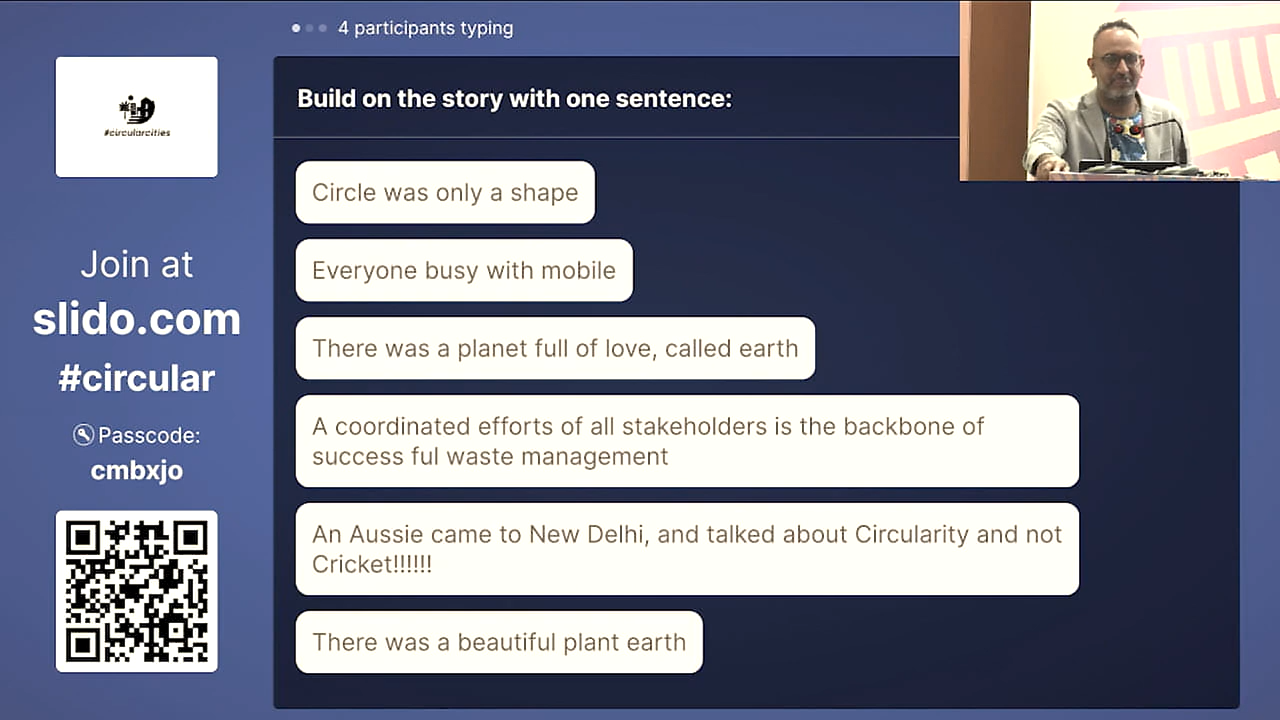 4 participants typing
#circularcities
Join at
slido.com
#circular
Passcode:
cmbxjo
Build on the story with one sentence:
Circle was only a shape
Everyone busy with mobile
There was a planet full of love, called earth
A coordinated efforts of all stakeholders is the backbone of
success ful waste management
An Aussie came to New Delhi, and talked about Circularity and not
Cricket!!!!!!
There was a beautiful plant earth